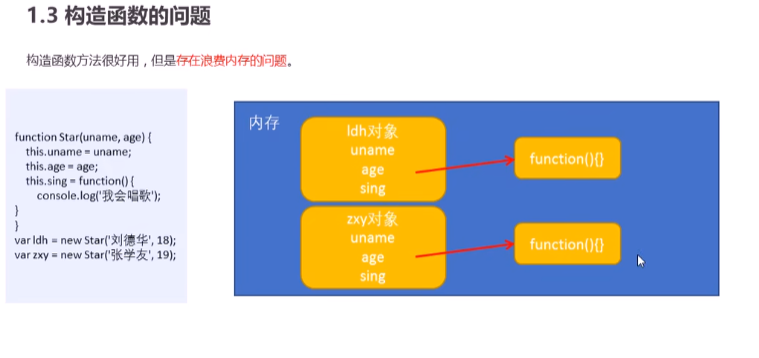 1.3 构造函数的问题
构造函数方法很好用，但是存在浪费内存的问题。
function Star(uname, age) {
this.uname = uname;
this.age = age;
this.sing = function() {
console.log('我会唱歌');
}
}
var ldh = new Star('刘德华', 18);
var zxy = new Star('张学友', 19);
内存
ldh对象
uname
age
sing
function(){}
zxy对象
uname
age
sing
function(){}